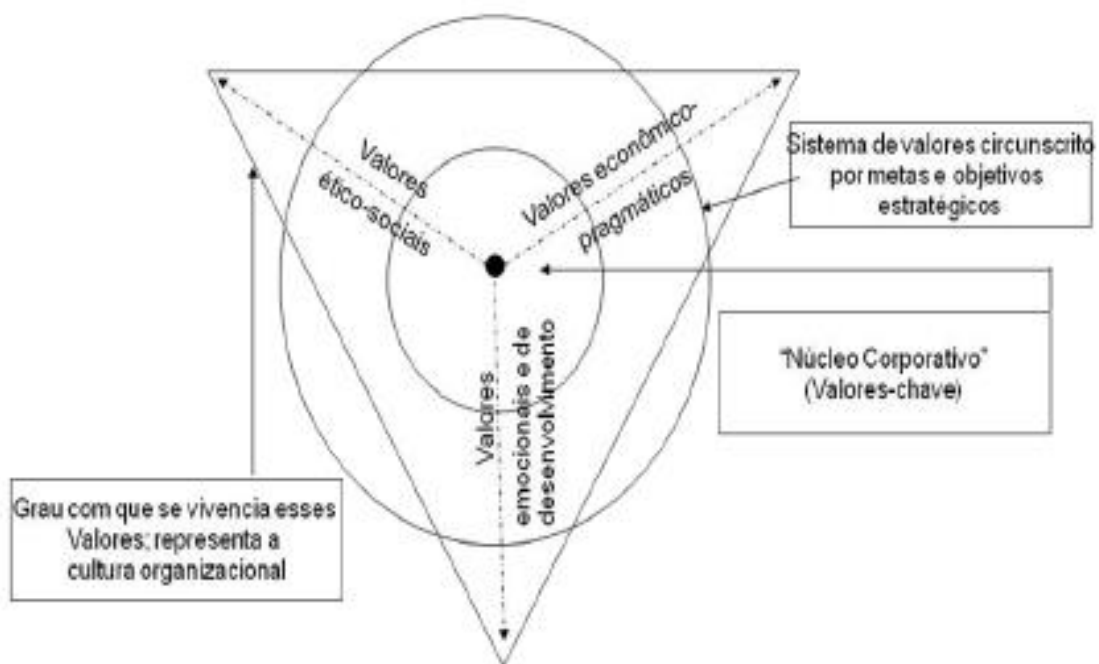 Valores
ético-sociais
Valores econômico-
pragmáticos
Sistema de valores circunscrito
por metas e objetivos
estratégicos
Valores
emocionais e de
desenvolvimento
"Núcleo Corporativo"
(Valores-chave)
Grau com que se vivencia esses
Valores; representa a
cultura organizacional